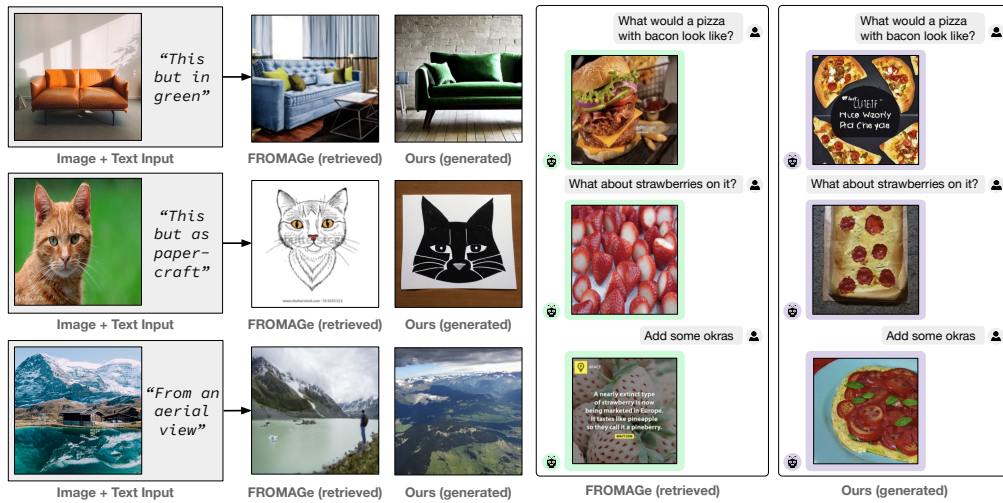 “This
but in
green”
Image + Text Input
FROMAGe (retrieved)
Ours (generated)
“This
but as
paper-
craft”
Image + Text Input
FROMAGe (retrieved)
Ours (generated)
“From an
aerial
view”
Image + Text Input
FROMAGe (retrieved)
Ours (generated)
What would a pizza
with bacon look like?
What about strawberries on it?
Add some okras
A nearly extinct type
of strawberry is now
being marketed in Europe.
It tastes like pineapple
so they call it a pineberry.
FROMAGe (retrieved)
What would a pizza
with bacon look like?
What about strawberries on it?
Add some okras
Ours (generated)